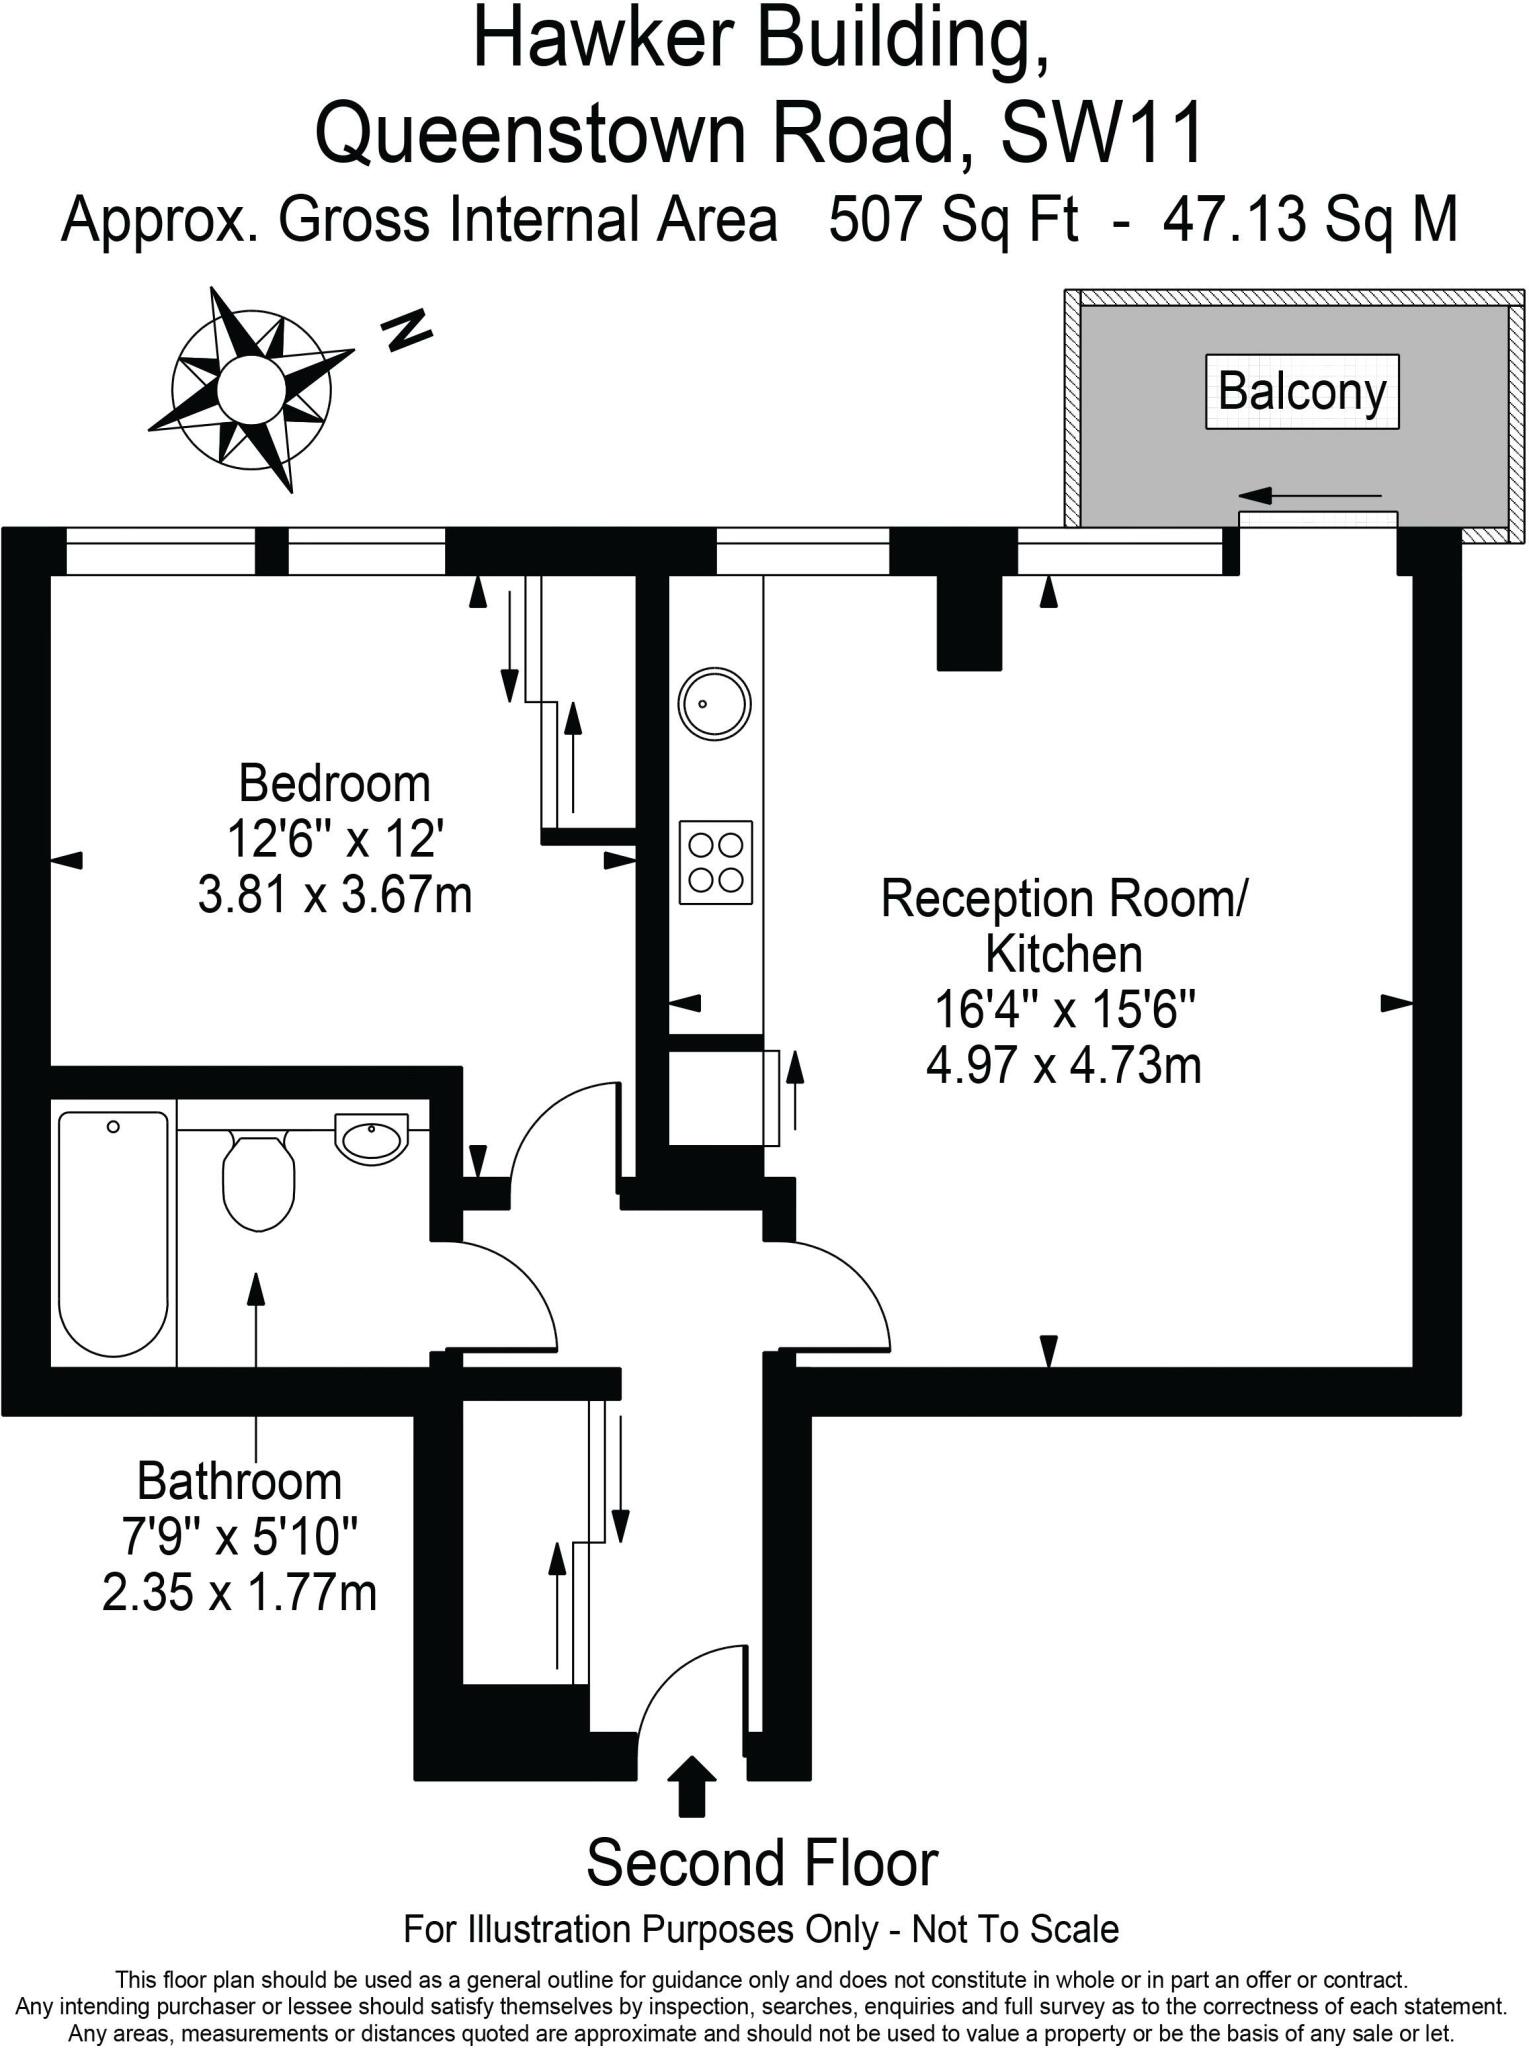 Hawker Building,
Queenstown Road, SW11
Approx. Gross Internal Area 507 Sq Ft - 47.13 Sq M
N
Balcony
Bedroom
12'6" x 12'
3.81 x 3.67m
Reception Room/
Kitchen
16'4" x 15'6"
4.97 x 4.73m
Bathroom
7'9" x 5'10"
2.35 x 1.77m
Second Floor
For Illustration Purposes Only - Not To Scale
This floor plan should be used as a general outline for guidance only and does not constitute in whole or in part an offer or contract.
Any intending purchaser or lessee should satisfy themselves by inspection, searches, enquiries and full survey as to the correctness of each statement.
Any areas, measurements or distances quoted are approximate and should not be used to value a property or be the basis of any sale or let.